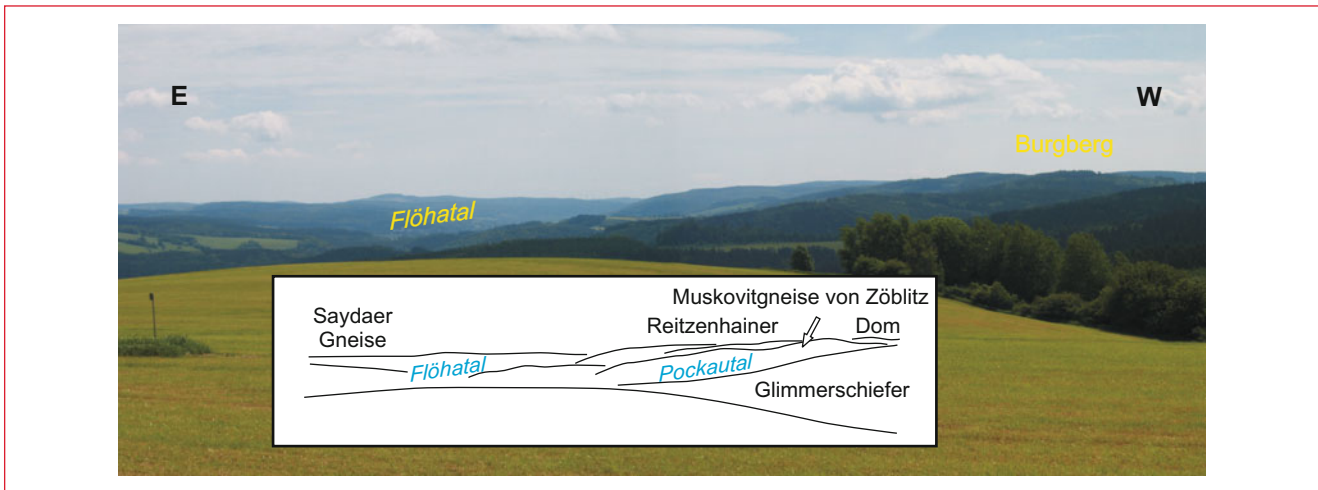 E
W
Burgberg
Flöhatal
Muskovitgneise von Zöblitz
Saydaer
Gneise
Reitzenhainer
Dom
Flöhatal
Pockautal
Glimmerschiefer